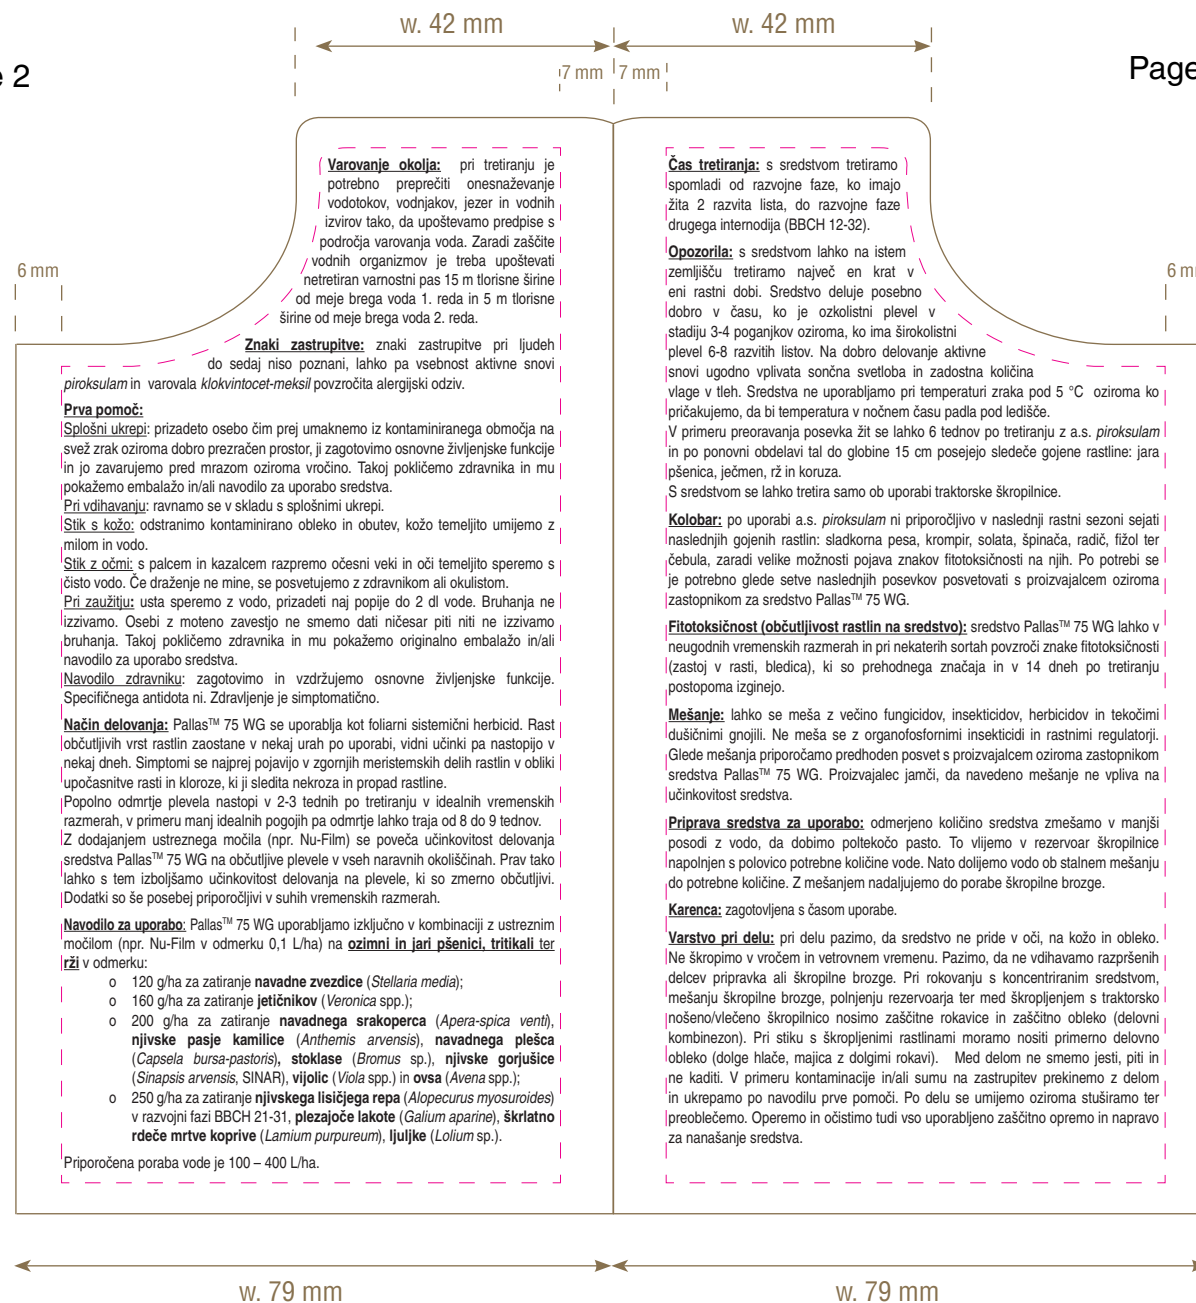 w. 42 mm
w. 42 mm
7 mm
7 mm
e 2
Page
6 mm
6 m
Varovanje okolja: pri tretiranju je
potrebno preprečiti onesnaževanje
vodotokov, vodnjakov, jezer in vodnih
izvirov tako, da upoštevamo predpise s
področja varovanja voda. Zaradi zaščite
vodnih organizmov je treba upoštevati
netretiran varnostni pas 15 m tlorisne širine
od meje brega voda 1. reda in 5 m tlorisne
širine od meje brega voda 2. reda.
Znaki zastrupitve: znaki zastrupitve pri ljudeh
do sedaj niso poznani, lahko pa vsebnost aktivne snovi
piroksulam in varovala klokvintocet-meksil povzročita alergijski odziv.
Prva pomoč:
Splošni ukrepi: prizadeto osebo čim prej umaknemo iz kontaminiranega območja na
svež zrak oziroma dobro prezračen prostor, ji zagotovimo osnovne življenjske funkcije
in jo zavarujemo pred mrazom oziroma vročino. Takoj pokličemo zdravnika in mu
pokažemo embalažo in/ali navodilo za uporabo sredstva.
Pri vdihavanju: ravnamo se v skladu s splošnimi ukrepi.
Stik s kožo: odstranimo kontaminirano obleko in obutev, kožo temeljito umijemo z
milom in vodo.
Stik z očmi: s palcem in kazalcem razpremo očesni veki in oči temeljito speremo s
čisto vodo. Če draženje ne mine, se posvetujemo z zdravnikom ali okulistom.
Pri zaužitju: usta speremo z vodo, prizadeti naj popije do 2 dl vode. Bruhanja ne
izzivamo. Osebi z moteno zavestjo ne smemo dati ničesar piti niti ne izzivamo
bruhanja. Takoj pokličemo zdravnika in mu pokažemo originalno embalažo in/ali
navodilo za uporabo sredstva.
Navodilo zdravniku: zagotovimo in vzdržujemo osnovne življenjske funkcije.
Specifičnega antidota ni. Zdravljenje je simptomatično.
Način delovanja: Pallas™ 75 WG se uporablja kot foliarni sistemični herbicid. Rast
občutljivih vrst rastlin zaostane v nekaj urah po uporabi, vidni učinki pa nastopijo v
nekaj dneh. Simptomi se najprej pojavijo v zgornjih meristemskih delih rastlin v obliki
upočasnitve rasti in kloroze, ki ji sledita nekroza in propad rastline.
Popolno odmrtje plevela nastopi v 2-3 tednih po tretiranju v idealnih vremenskih
razmerah, v primeru manj idealnih pogojih pa odmrtje lahko traja od 8 do 9 tednov.
Z dodajanjem ustreznega močila (npr. Nu-Film) se poveča učinkovitost delovanja
sredstva Pallas™ 75 WG na občutljive plevele v vseh naravnih okoliščinah. Prav tako
lahko s tem izboljšamo učinkovitost delovanja na plevele, ki so zmerno občutljivi.
Dodatki so še posebej priporočljivi v suhih vremenskih razmerah.
Navodilo za uporabo: Pallas™ 75 WG uporabljamo izključno v kombinaciji z ustreznim
močilom (npr. Nu-Film v odmerku 0,1 L/ha) na ozimni in jari pšenici, tritikali ter
rži v odmerku:
o 120 g/ha za zatiranje navadne zvezdice (Stellaria media);
o 160 g/ha za zatiranje jetičnikov (Veronica spp.);
o 200 g/ha za zatiranje navadnega srakoperca (Apera-spica venti),
njivske pasje kamilice (Anthemis arvensis), navadnega plešca
(Capsela bursa-pastoris), stoklase (Bromus sp.), njivske gorjušice
(Sinapsis arvensis, SINAR), vijolic (Viola spp.) in ovsa (Avena spp.);
o 250 g/ha za zatiranje njivskega lisičjega repa (Alopecurus myosuroides)
v razvojni fazi BBCH 21-31, plezajoče lakote (Galium aparine), škrlatno
rdeče mrtve koprive (Lamium purpureum), ljuljke (Lolium sp.).
Priporočena poraba vode je 100 – 400 L/ha.
Čas tretiranja: s sredstvom tretiramo
spomladi od razvojne faze, ko imajo
žita 2 razvita lista, do razvojne faze
drugega internodija (BBCH 12-32).
Opozorila: s sredstvom lahko na istem
zemljišču tretiramo največ en krat v
eni rastni dobi. Sredstvo deluje posebno
dobro v času, ko je ozkolistni plevel v
stadiju 3-4 poganjkov oziroma, ko ima širokolistni
plevel 6-8 razvitih listov. Na dobro delovanje aktivne
snovi ugodno vplivata sončna svetloba in zadostna količina
vlage v tleh. Sredstva ne uporabljamo pri temperaturi zraka pod 5 °C oziroma ko
pričakujemo, da bi temperatura v nočnem času padla pod ledišče.
V primeru preoravanja posevka žit se lahko 6 tednov po tretiranju z a.s. piroksulam
in po ponovni obdelavi tal do globine 15 cm posejejo sledeče gojene rastline: jara
pšenica, ječmen, rž in koruza.
S sredstvom se lahko tretira samo ob uporabi traktorske škropilnice.
Kolobar: po uporabi a.s. piroksulam ni priporočljivo v naslednji rastni sezoni sejati
naslednjih gojenih rastlin: sladkorna pesa, krompir, solata, špinača, radič, fižol ter
čebula, zaradi velike možnosti pojava znakov fitotoksičnosti na njih. Po potrebi se
je potrebno glede setve naslednjih posevkov posvetovati s proizvajalcem oziroma
zastopnikom za sredstvo Pallas™ 75 WG.
Fitotoksičnost (občutljivost rastlin na sredstvo): sredstvo Pallas™ 75 WG lahko v
neugodnih vremenskih razmerah in pri nekaterih sortah povzroči znake fitotoksičnosti
(zastoj v rasti, bledica), ki so prehodnega značaja in v 14 dneh po tretiranju
postopoma izginejo.
Mešanje: lahko se meša z večino fungicidov, insekticidov, herbicidov in tekočimi
dušičnimi gnojili. Ne meša se z organofosfornimi insekticidi in rastnimi regulatorji.
Glede mešanja priporočamo predhoden posvet s proizvajalcem oziroma zastopnikom
sredstva Pallas™ 75 WG. Proizvajalec jamči, da navedeno mešanje ne vpliva na
učinkovitost sredstva.
Priprava sredstva za uporabo: odmerjeno količino sredstva zmešamo v manjši
posodi z vodo, da dobimo poltekočo pasto. To vlijemo v rezervoar škropilnice
napolnjen s polovico potrebne količine vode. Nato dolijemo vodo ob stalnem mešanju
do potrebne količine. Z mešanjem nadaljujemo do porabe škropilne brozge.
Karenca: zagotovljena s časom uporabe.
Varstvo pri delu: pri delu pazimo, da sredstvo ne pride v oči, na kožo in obleko.
Ne škropimo v vročem in vetrovnem vremenu. Pazimo, da ne vdihavamo razpršenih
delcev pripravka ali škropilne brozge. Pri rokovanju s koncentriranim sredstvom,
mešanju škropilne brozge, polnjenju rezervoarja ter med škropljenjem s traktorsko
nošeno/vlečeno škropilnico nosimo zaščitne rokavice in zaščitno obleko (delovni
kombinezon). Pri stiku s škropljenimi rastlinami moramo nositi primerno delovno
obleko (dolge hlače, majica z dolgimi rokavi). Med delom ne smemo jesti, piti in
ne kaditi. V primeru kontaminacije in/ali sumu na zastrupitev prekinemo z delom
in ukrepamo po navodilu prve pomoči. Po delu se umijemo oziroma stuširamo ter
preoblečemo. Operemo in očistimo tudi vso uporabljeno zaščitno opremo in napravo
za nanašanje sredstva.
w. 79 mm
w. 79 mm